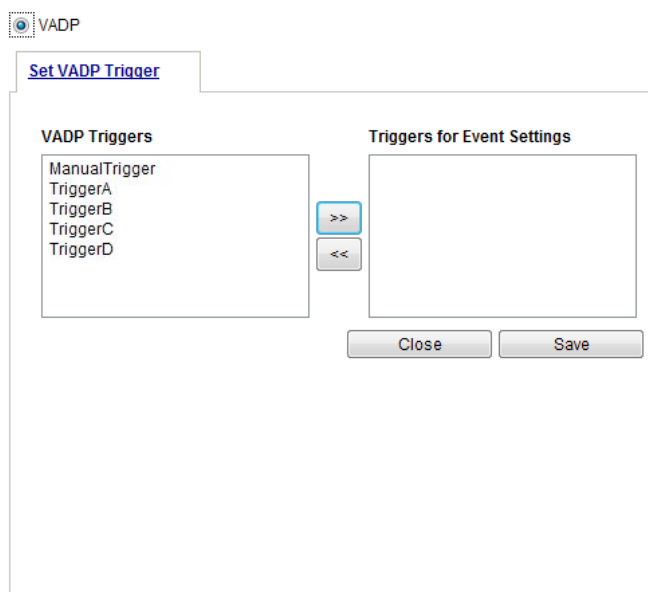 VADP
Set VADP Trigger
VADP Triggers
Triggers for Event Settings
ManualTrigger
TriggerA
TriggerB
TriggerC
TriggerD
>>
<<
Close
Save